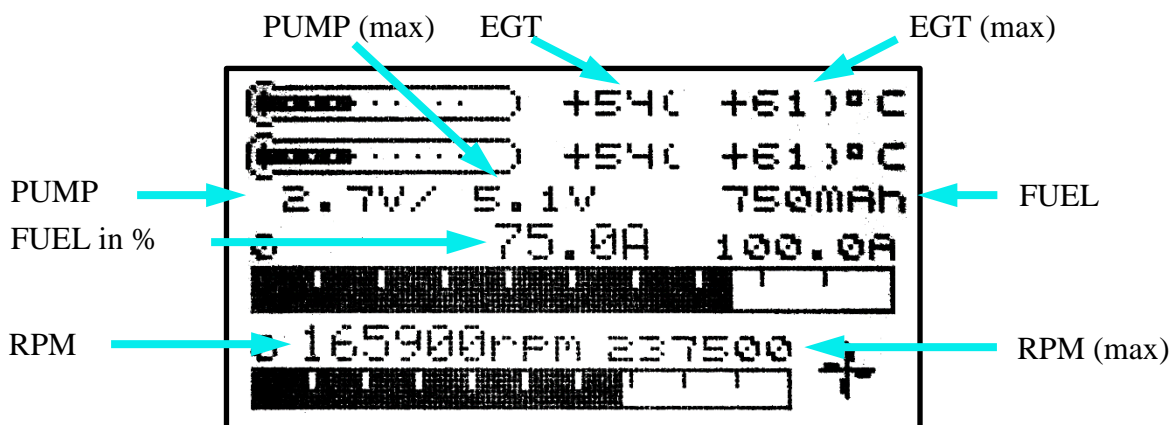 PUMP (max) EGT EGT (max)
+54( +61)°C
+54( +61)°C
PUMP 2.7V/ 5.1V 750mAh FUEL
FUEL in % 0 75.0A 100.0A
RPM 0 165900rpm 237500 RPM (max)